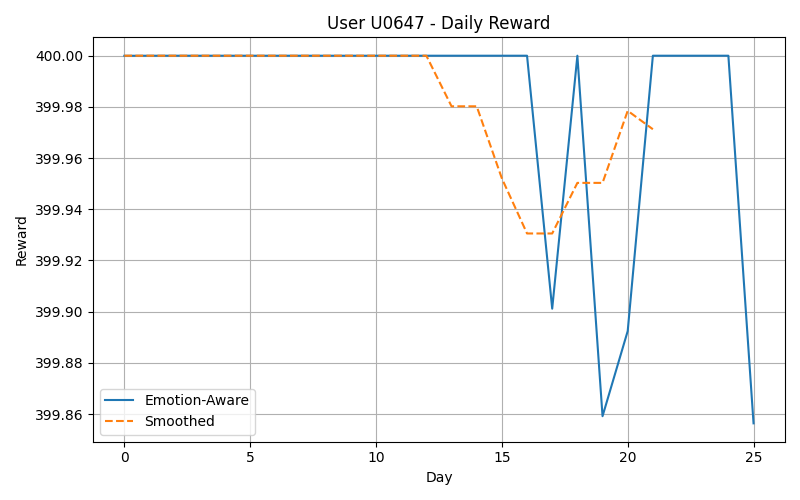 User U0647 - Daily Reward
Reward
400.00
399.98
399.96
399.94
399.92
399.90
399.88
399.86
Emotion-Aware
Smoothed
0 5 10 15 20 25
Day